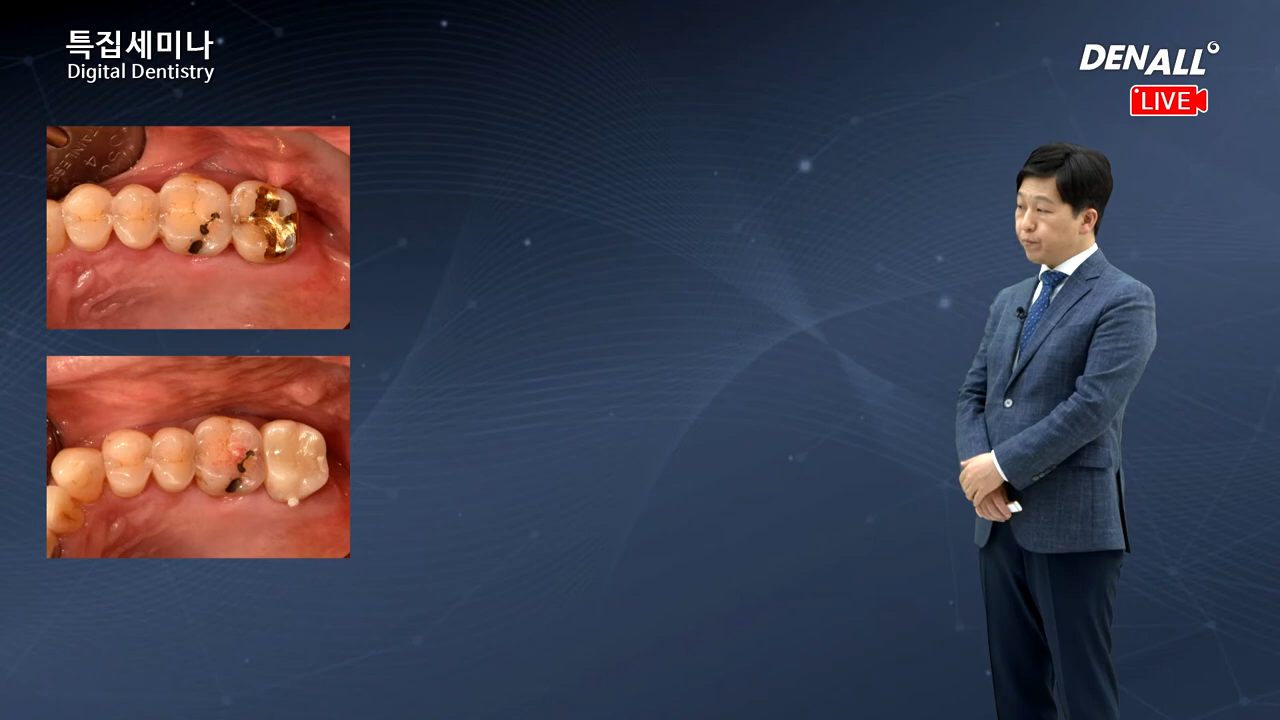 특집세미나
Digital Dentistry
DENALL
LIVE